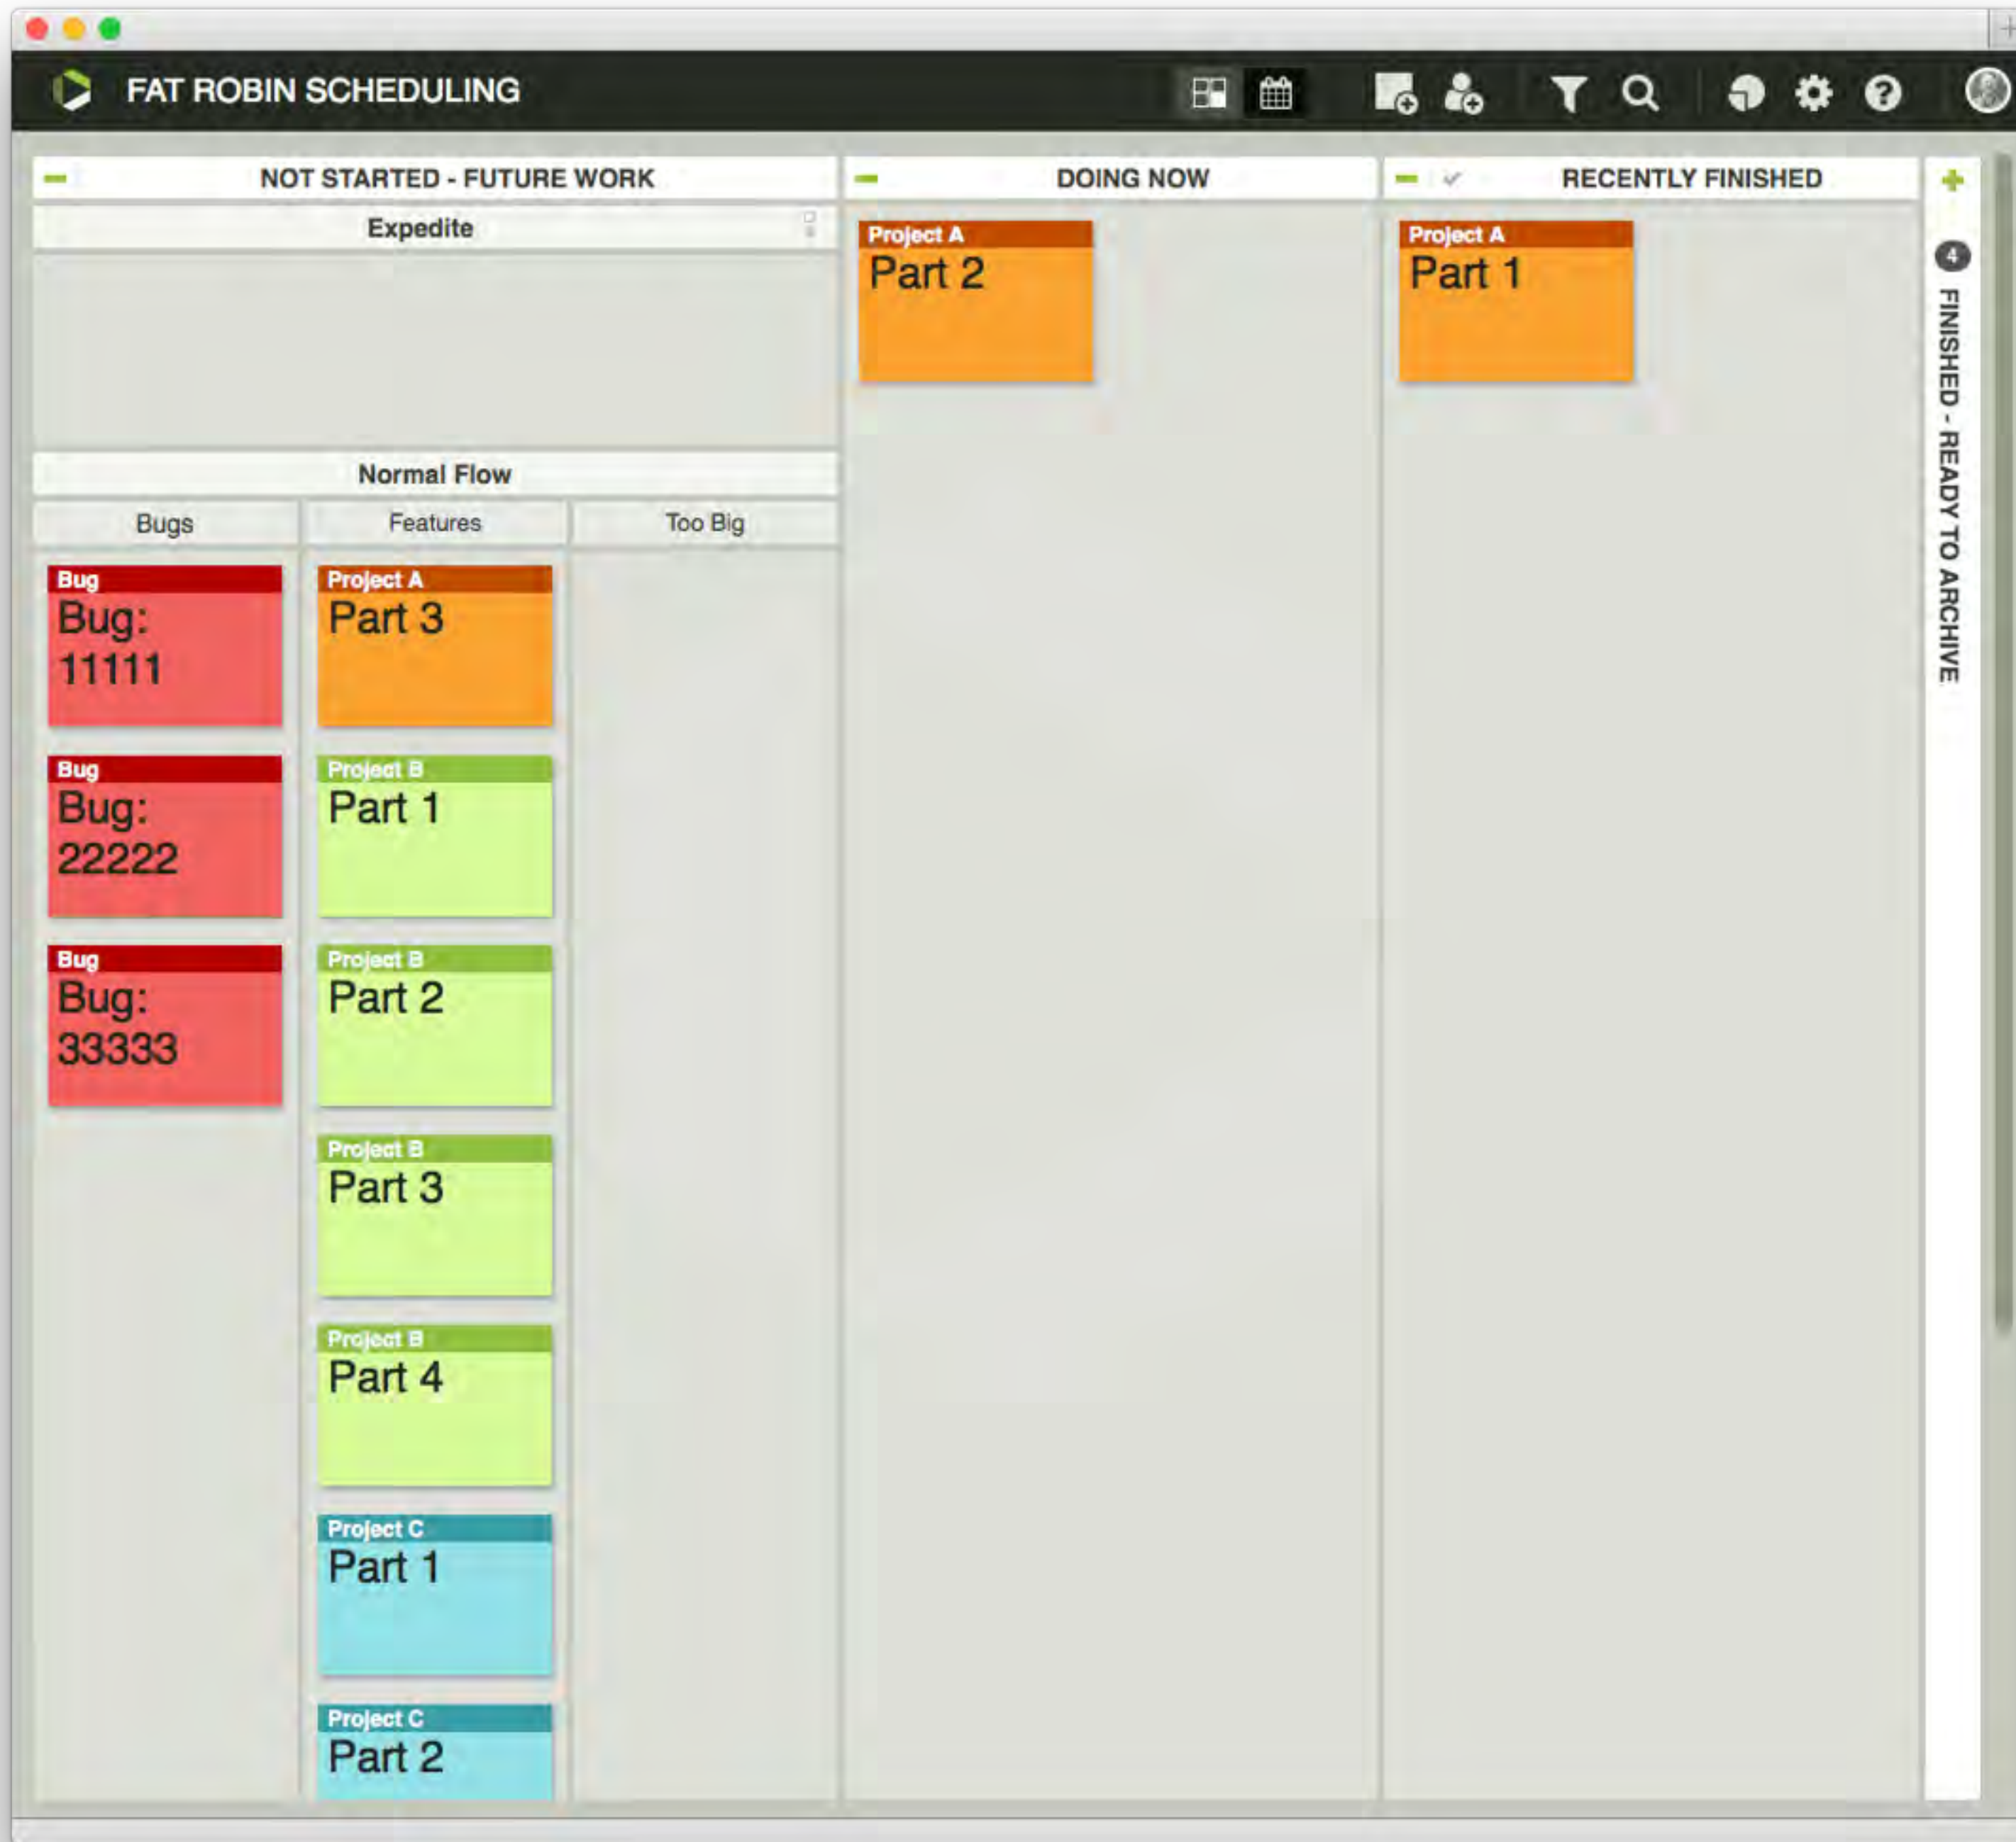 FAT ROBIN SCHEDULING
NOT STARTED - FUTURE WORK
Expedite
Normal Flow
Bugs
Bug
Bug:
11111
Bug
Bug:
22222
Bug
Bug:
33333
Features
Project A
Part 3
Project B
Part 1
Project B
Part 2
Project B
Part 3
Project B
Part 4
Project C
Part 1
Project C
Part 2
Too Big
DOING NOW
Project A
Part 2
RECENTLY FINISHED
Project A
Part 1
4
FINISHED - READY TO ARCHIVE